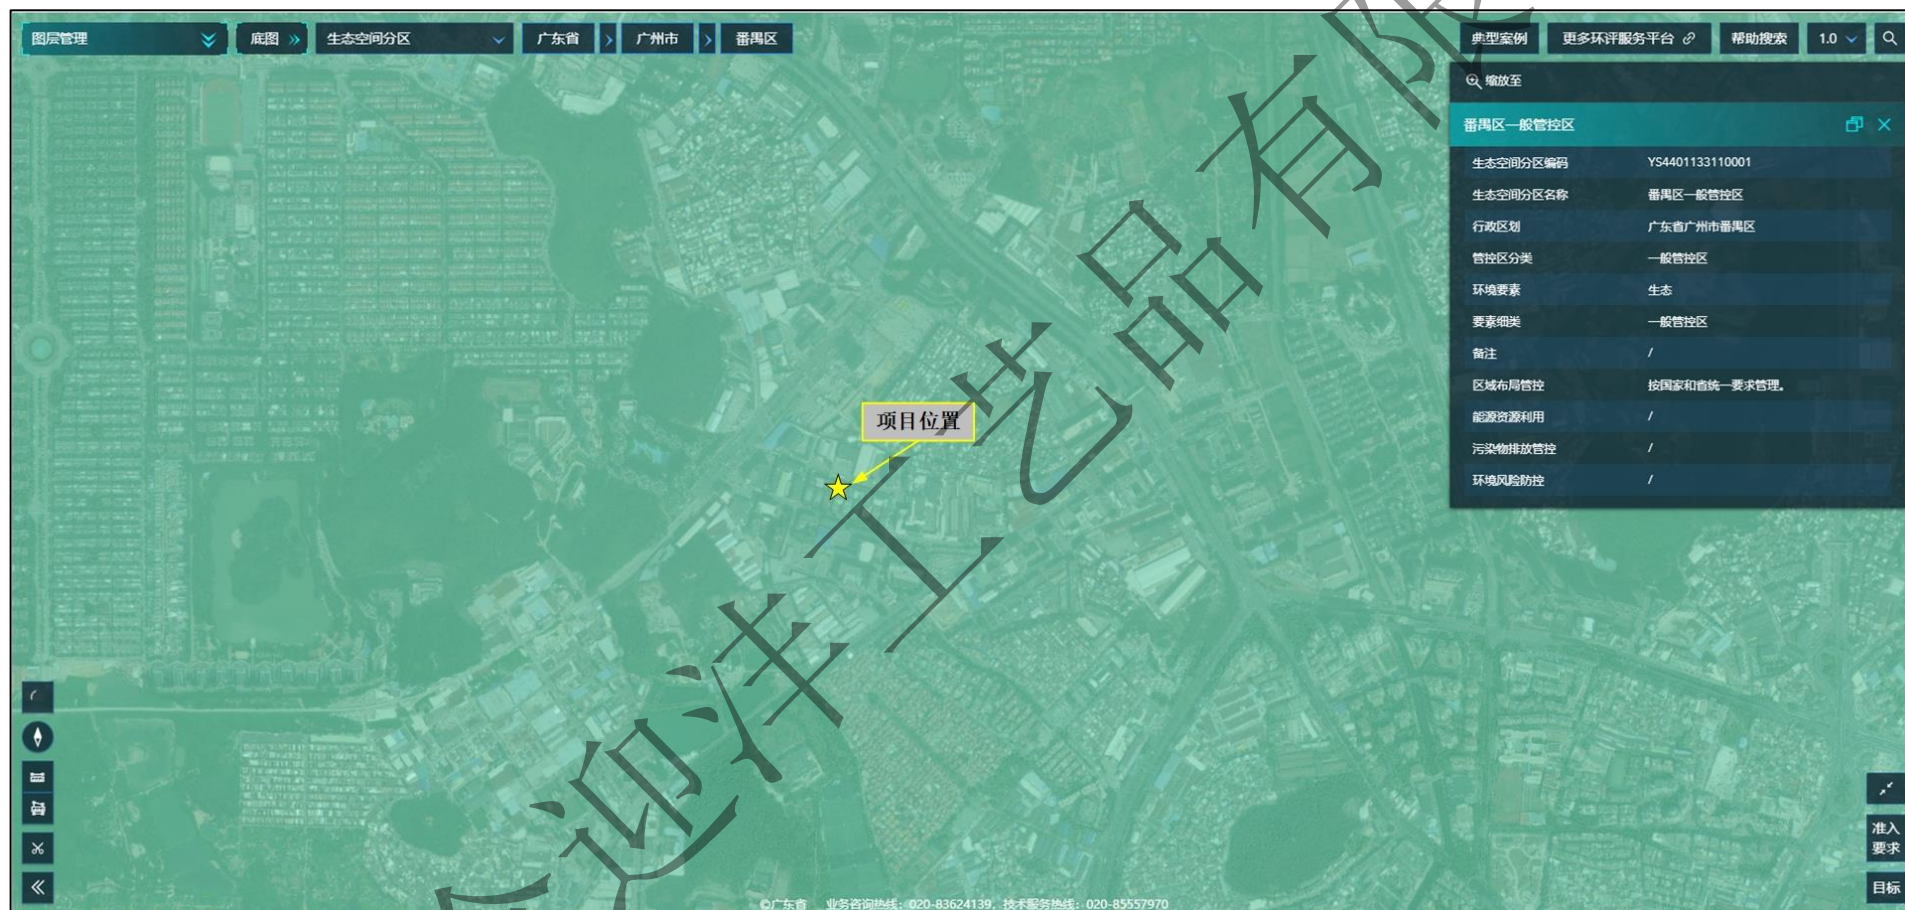 图层管理 底图 生态空间分区 广东省 广州市 番禺区 典型案例 更多环评服务平台 帮助搜索 1.0
缩放至
番禺区一般管控区
生态空间分区编码 YS4401133110001
生态空间分区名称 番禺区一般管控区
行政区划 广东省广州市番禺区
管控区分类 一般管控区
环境要素 生态
要素细类 一般管控区
备注 /
区域布局管控 按国家和省统一要求管理。
能源资源利用 /
污染物排放管控 /
环境风险防控 /
项目位置
迎洋工艺品有限
准入
要求
目标
©广东省 业务咨询热线：020-83624139，技术服务热线：020-85557970